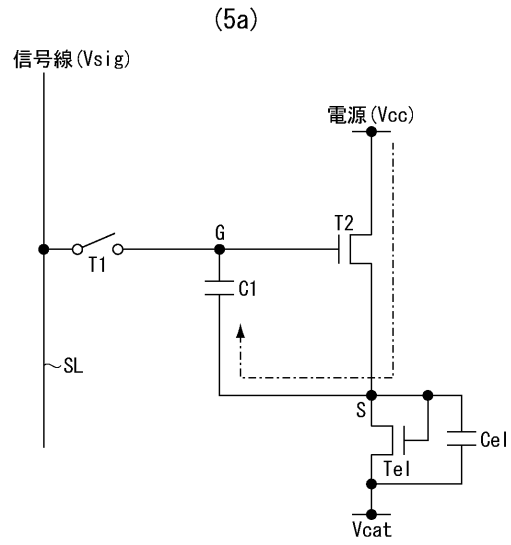 (5a)
信号線(Vsig)
電源(Vcc)
T2
G
T1
C1
SL
S
Cel
Tel
Vcat